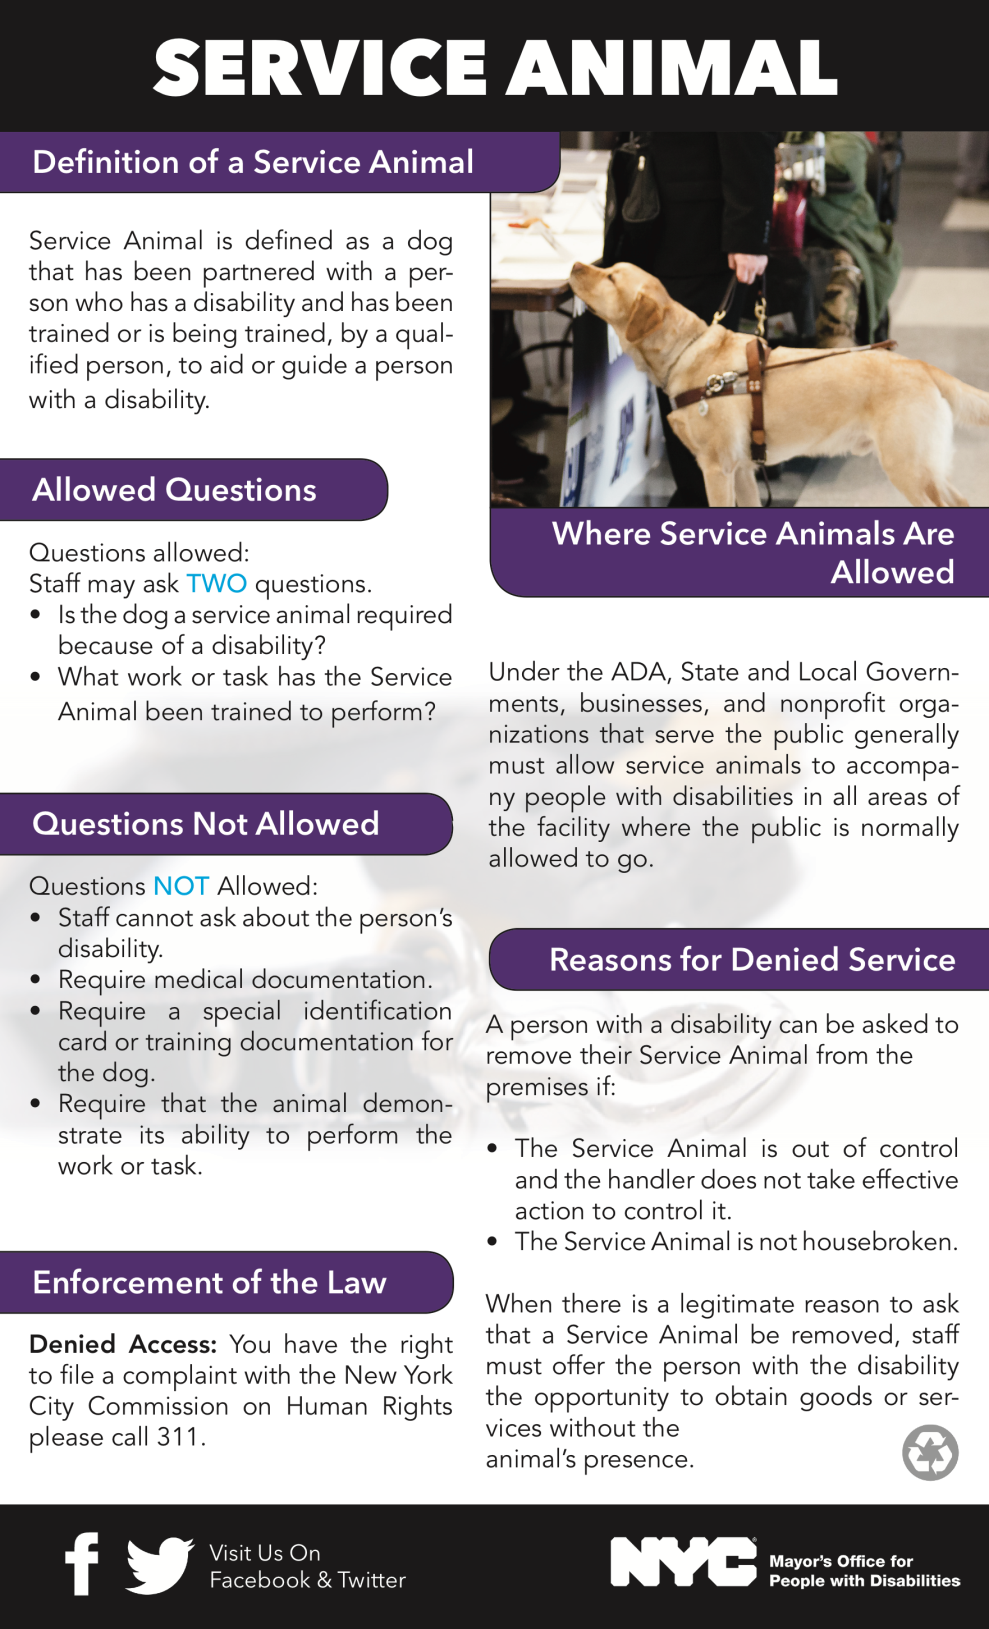 SERVICE ANIMAL
Definition of a Service Animal
Service Animal is defined as a dog
that has been partnered with a per-
son who has a disability and has been
trained or is being trained, by a qual-
ified person, to aid or guide a person
with a disability.
Allowed Questions
Questions allowed:
Staff may ask TWO questions.
• Is the dog a service animal required
because of a disability?
• What work or task has the Service
Animal been trained to perform?
Questions Not Allowed
Questions NOT Allowed:
• Staff cannot ask about the person's
disability.
• Require medical documentation.
• Require a special identification
card or training documentation for
the dog.
• Require that the animal demon-
strate its ability to perform the
work or task.
Enforcement of the Law
Denied Access: You have the right
to file a complaint with the New York
City Commission on Human Rights
please call 311.
Where Service Animals Are
Allowed
Under the ADA, State and Local Govern-
ments, businesses, and nonprofit orga-
nizations that serve the public generally
must allow service animals to accompa-
ny people with disabilities in all areas of
the facility where the public is normally
allowed to go.
Reasons for Denied Service
A person with a disability can be asked to
remove their Service Animal from the
premises if:
• The Service Animal is out of control
and the handler does not take effective
action to control it.
• The Service Animal is not housebroken.
When there is a legitimate reason to ask
that a Service Animal be removed, staff
must offer the person with the disability
the opportunity to obtain goods or ser-
vices without the
animal's presence.
Visit Us On
Facebook & Twitter
NYC
Mayor's Office for
People with Disabilities